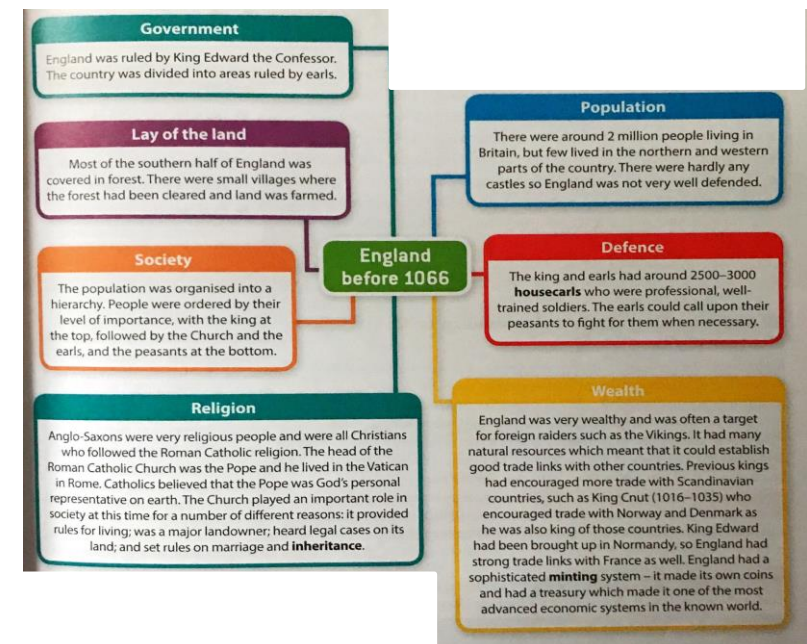 Government
England was ruled by King Edward the Confessor.
The country was divided into areas ruled by earls.
Lay of the land
Most of the southern half of England was
covered in forest. There were small villages where
the forest had been cleared and land was farmed.
Society
The population was organised into a
hierarchy. People were ordered by their
level of importance, with the king at
the top, followed by the Church and the
earls, and the peasants at the bottom.
Religion
Anglo-Saxons were very religious people and were all Christians
who followed the Roman Catholic religion. The head of the
Roman Catholic Church was the Pope and he lived in the Vatican
in Rome. Catholics believed that the Pope was God's personal
representative on earth. The Church played an important role in
society at this time for a number of different reasons: it provided
rules for living; was a major landowner; heard legal cases on its
land; and set rules on marriage and inheritance.
England
before 1066
Population
There were around 2 million people living in
Britain, but few lived in the northern and western
parts of the country. There were hardly any
castles so England was not very well defended.
Defence
The king and earls had around 2500–3000
housecarls who were professional, well-
trained soldiers. The earls could call upon their
peasants to fight for them when necessary.
Wealth
England was very wealthy and was often a target
for foreign raiders such as the Vikings. It had many
natural resources which meant that it could establish
good trade links with other countries. Previous kings
had encouraged more trade with Scandinavian
countries, such as King Cnut (1016–1035) who
encouraged trade with Norway and Denmark as
he was also king of those countries. King Edward
had been brought up in Normandy, so England had
strong trade links with France as well. England had a
sophisticated minting system – it made its own coins
and had a treasury which made it one of the most
advanced economic systems in the known world.